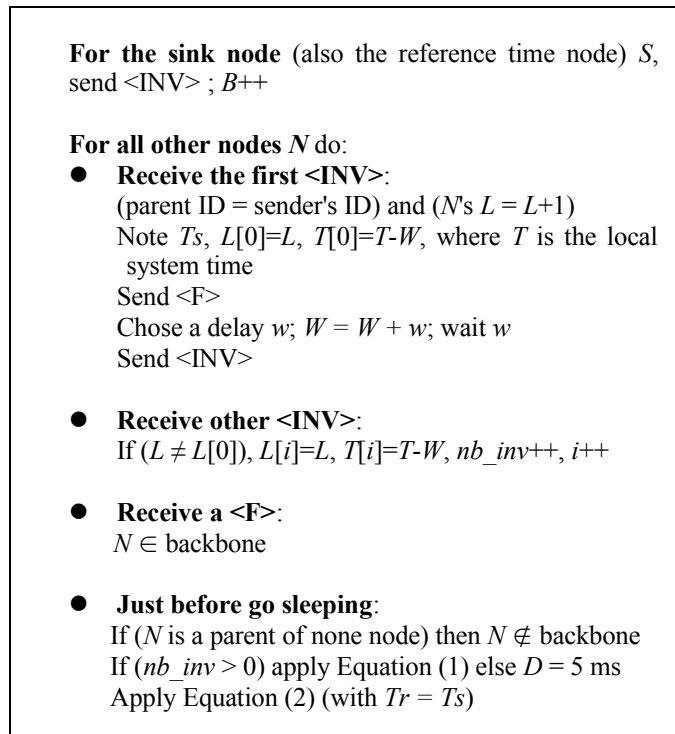 For the sink node (also the reference time node) S,
send <INV> ; B++
For all other nodes N do:
● Receive the first <INV>:
(parent ID = sender's ID) and (N's L = L+1)
Note Ts, L[0]=L, T[0]=T-W, where T is the local
system time
Send <F>
Chose a delay w; W = W + w; wait w
Send <INV>
● Receive other <INV>:
If (L ≠ L[0]), L[i]=L, T[i]=T-W, nb_inv++, i++
● Receive a <F>:
N ∈ backbone
● Just before go sleeping:
If (N is a parent of none node) then N ∉ backbone
If (nb_inv > 0) apply Equation (1) else D = 5 ms
Apply Equation (2) (with Tr = Ts)